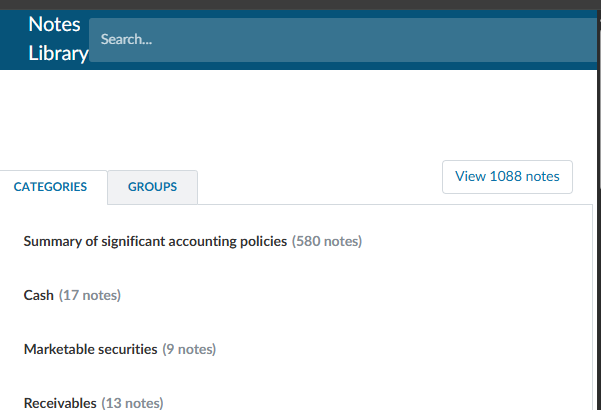 Notes
Library
Search...
CATEGORIES
GROUPS
View 1088 notes
Summary of significant accounting policies (580 notes)
Cash (17 notes)
Marketable securities (9 notes)
Receivables (13 notes)